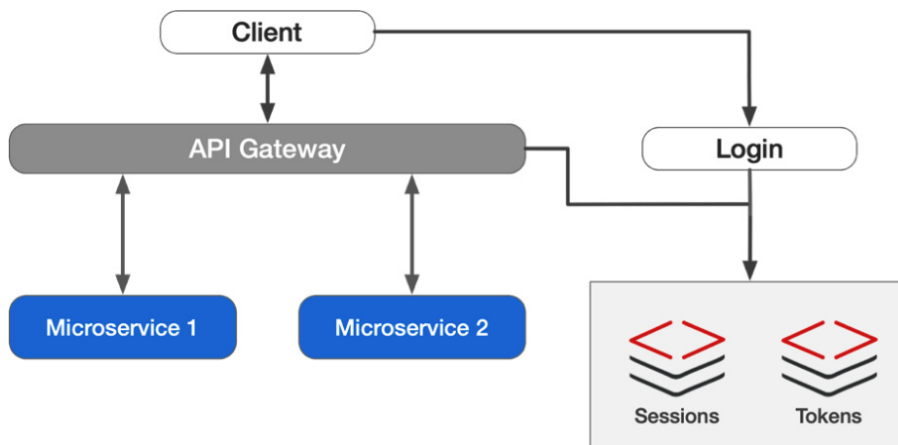 Client
API Gateway
Login
Microservice 1
Microservice 2
Sessions
Tokens